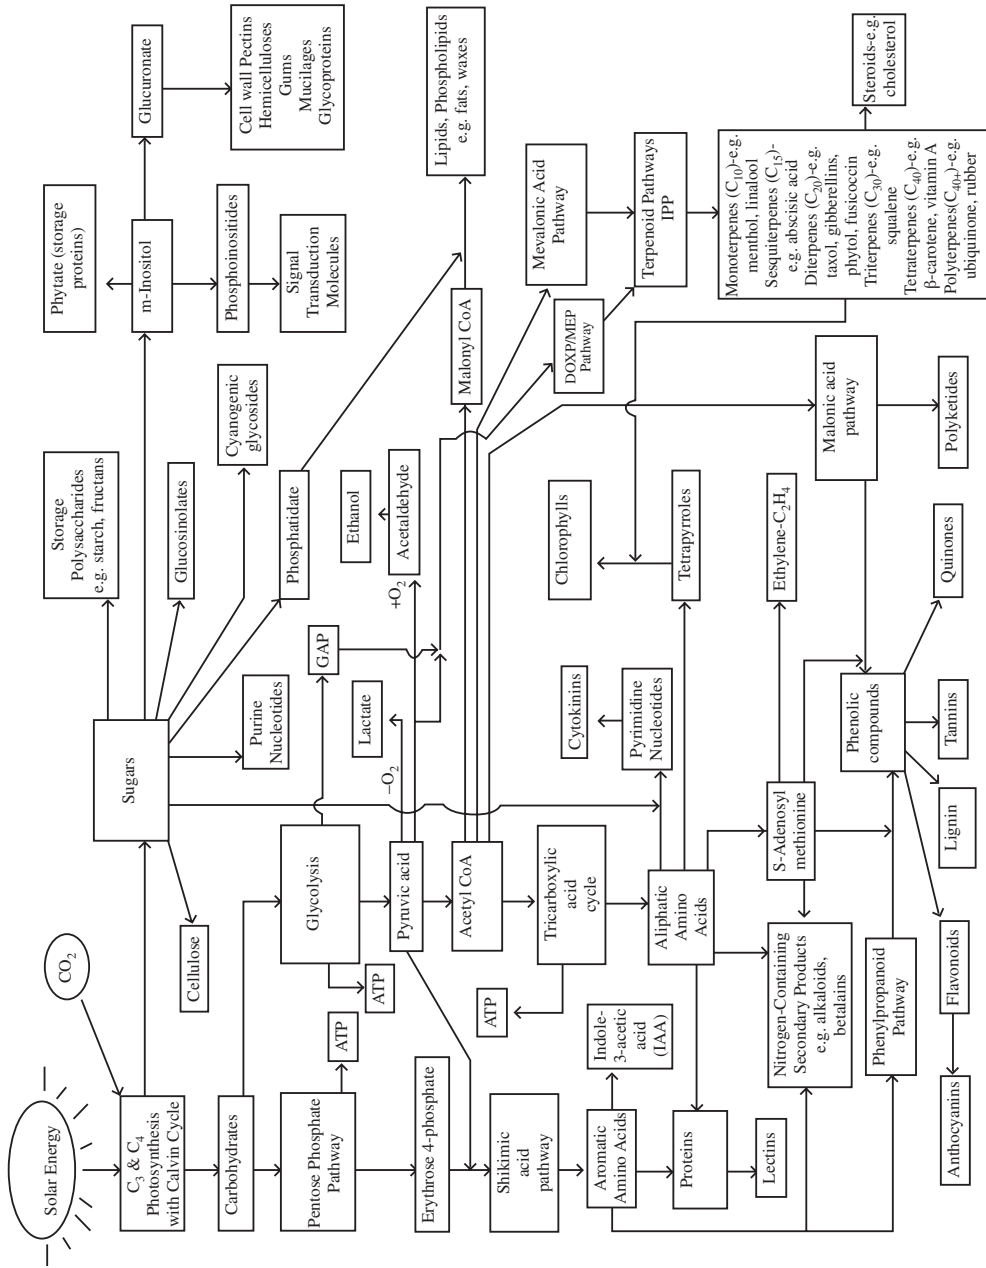 Solar Energy
CO2
C3 & C4
Photosynthesis
with Calvin Cycle
Sugars
Cellulose
Storage
Polysaccharides
e.g. starch, fructans
Glucosinolates
Cyanogenic
glycosides
Phosphatidate
Purine
Nucleotides
Phytate (storage
proteins)
m-Inositol
Phosphoinositides
Signal
Transduction
Molecules
Glucuronate
Cell wall Pectins
Hemicelluloses
Gums
Mucilages
Glycoproteins
Carbohydrates
Pentose Phosphate
Pathway
ATP
Glycolysis
ATP
GAP
Lactate
–O2
+O2
Ethanol
Acetaldehyde
Pyruvic acid
Acetyl CoA
Malonyl CoA
Lipids, Phospholipids
e.g. fats, waxes
Mevalonic Acid
Pathway
DOXP/MEP
Pathway
Terpenoid Pathways
IPP
Monoterpenes (C10)-e.g.
menthol, linalool
Sesquiterpenes (C15)-
e.g. abscisic acid
Diterpenes (C20)-e.g.
taxol, gibberellins,
phytol, fusicoccin
Triterpenes (C30)-e.g.
squalene
Tetraterpenes (C40)-e.g.
β-carotene, vitamin A
Polyterpenes(C40+)-e.g.
ubiquinone, rubber
Steroids-e.g.
cholesterol
Erythrose 4-phosphate
Tricarboxylic
acid
cycle
ATP
Shikimic
acid
pathway
Aromatic
Amino Acids
Indole-
3-acetic
acid
(IAA)
Aliphatic
Amino
Acids
Cytokinins
Pyrimidine
Nucleotides
Chlorophylls
Tetrapyrroles
Proteins
Lectins
Nitrogen-Containing
Secondary Products
e.g. alkaloids,
betalains
S-Adenosyl
methionine
Ethylene-C2H4
Malonic acid
pathway
Polyketides
Phenylpropanoid
Pathway
Phenolic
compounds
Quinones
Tannins
Lignin
Flavonoids
Anthocyanins